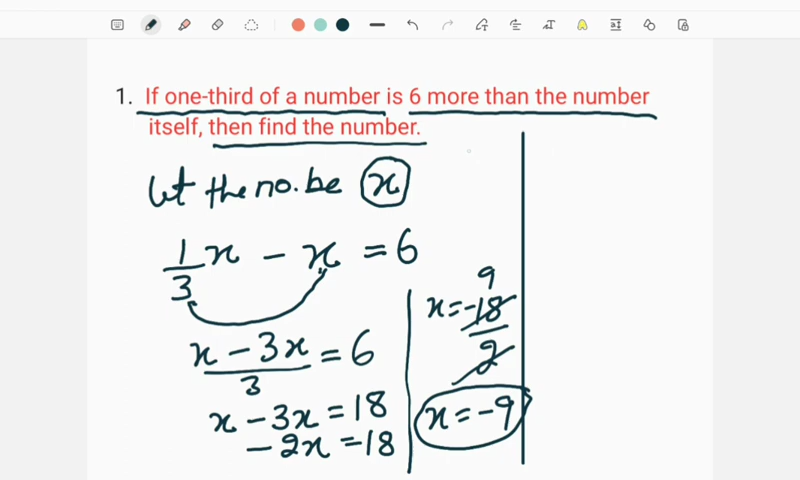 1. If one-third of a number is 6 more than the number
itself, then find the number.
Let the no. be x
1/3 x - x = 6
x - 3x / 3 = 6
x - 3x = 18
- 2x = 18
9
x = -18 / 2
x = -9